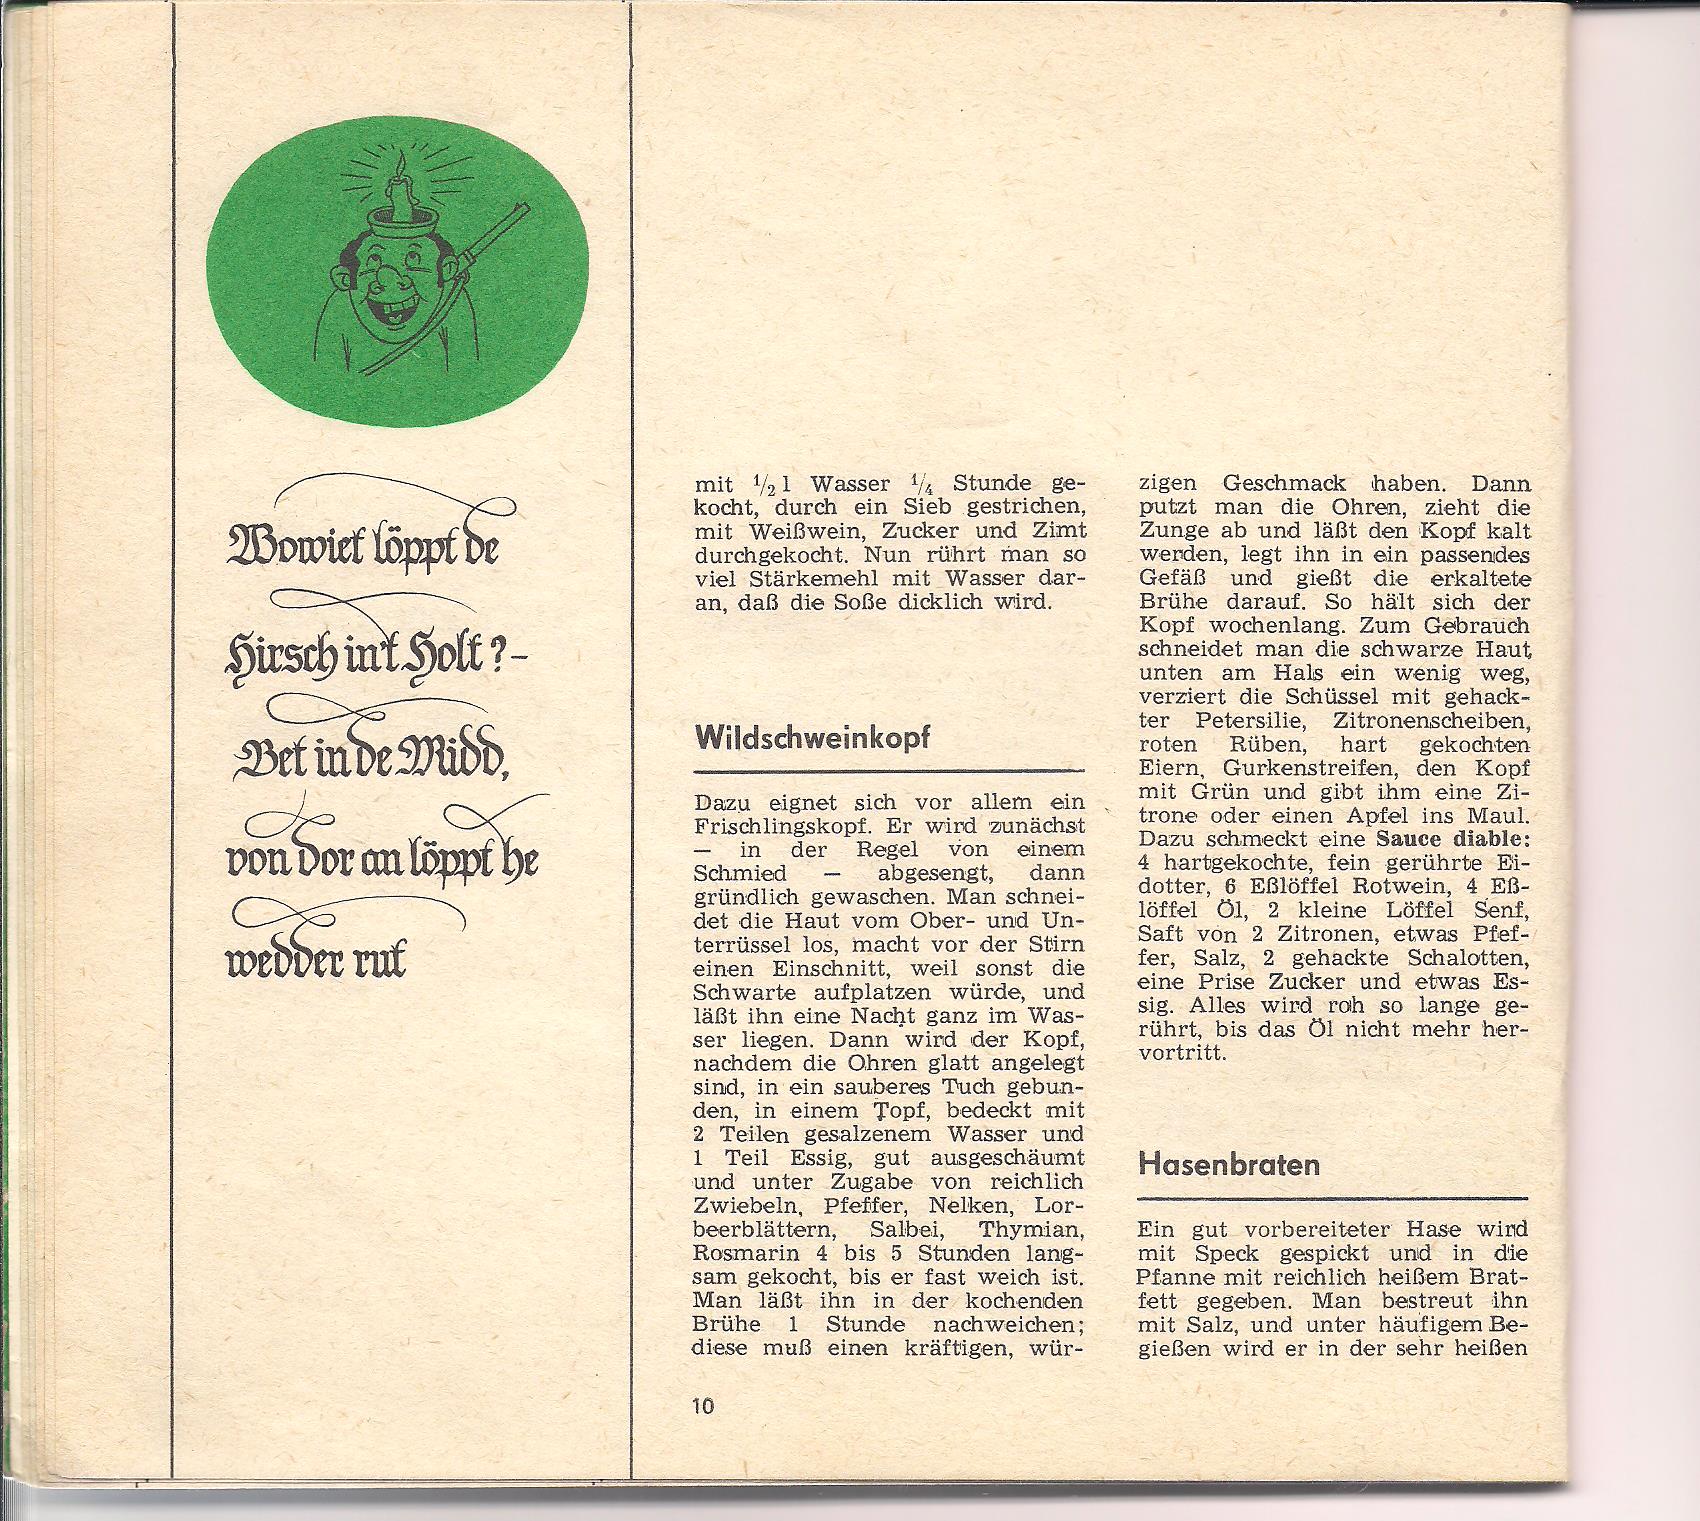 Wowiet löppt de
Hirsch in't Holt? –
Bet in de Midd,
von dor an löppt he
wedder rut
mit 1/2 l Wasser 1/4 Stunde ge-
kocht, durch ein Sieb gestrichen,
mit Weißwein, Zucker und Zimt
durchgekocht. Nun rührt man so
viel Stärkemehl mit Wasser dar-
an, daß die Soße dicklich wird.
Wildschweinkopf
Dazu eignet sich vor allem ein
Frischlingskopf. Er wird zunächst
— in der Regel von einem
Schmied — abgesengt, dann
gründlich gewaschen. Man schnei-
det die Haut vom Ober- und Un-
terrüssel los, macht vor der Stirn
einen Einschnitt, weil sonst die
Schwarte aufplatzen würde, und
läßt ihn eine Nacht ganz im Was-
ser liegen. Dann wird der Kopf,
nachdem die Ohren glatt angelegt
sind, in ein sauberes Tuch gebun-
den, in einem Topf, bedeckt mit
2 Teilen gesalzenem Wasser und
1 Teil Essig, gut ausgeschäumt
und unter Zugabe von reichlich
Zwiebeln, Pfeffer, Nelken, Lor-
beerblättern, Salbei, Thymian,
Rosmarin 4 bis 5 Stunden lang-
sam gekocht, bis er fast weich ist.
Man läßt ihn in der kochenden
Brühe 1 Stunde nachweichen;
diese muß einen kräftigen, wür-
zigen Geschmack haben. Dann
putzt man die Ohren, zieht die
Zunge ab und läßt den Kopf kalt
werden, legt ihn in ein passendes
Gefäß und gießt die erkaltete
Brühe darauf. So hält sich der
Kopf wochenlang. Zum Gebrauch
schneidet man die schwarze Haut
unten am Hals ein wenig weg,
verziert die Schüssel mit gehack-
ter Petersilie, Zitronenscheiben,
roten Rüben, hart gekochten
Eiern, Gurkenstreifen, den Kopf
mit Grün und gibt ihm eine Zi-
trone oder einen Apfel ins Maul.
Dazu schmeckt eine Sauce diable:
4 hartgekochte, fein gerührte Ei-
dotter, 6 Eßlöffel Rotwein, 4 Eß-
löffel Öl, 2 kleine Löffel Senf,
Saft von 2 Zitronen, etwas Pfef-
fer, Salz, 2 gehackte Schalotten,
eine Prise Zucker und etwas Es-
sig. Alles wird roh so lange ge-
rührt, bis das Öl nicht mehr her-
vortritt.
Hasenbraten
Ein gut vorbereiteter Hase wird
mit Speck gespickt und in die
Pfanne mit reichlich heißem Brat-
fett gegeben. Man bestreut ihn
mit Salz, und unter häufigem Be-
gießen wird er in der sehr heißen
10